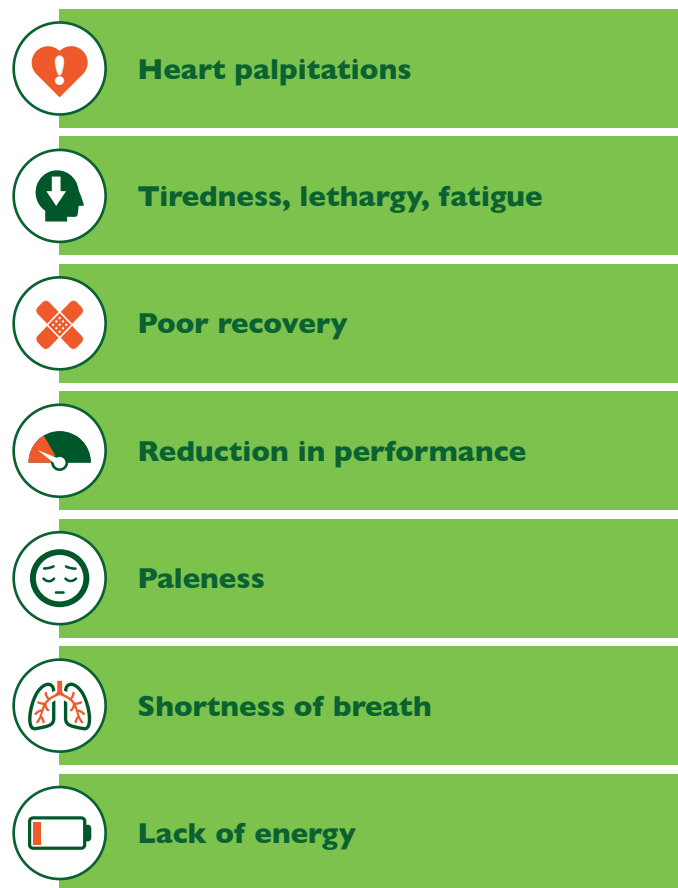 Heart palpitations
Tiredness, lethargy, fatigue
Poor recovery
Reduction in performance
Paleness
Shortness of breath
Lack of energy